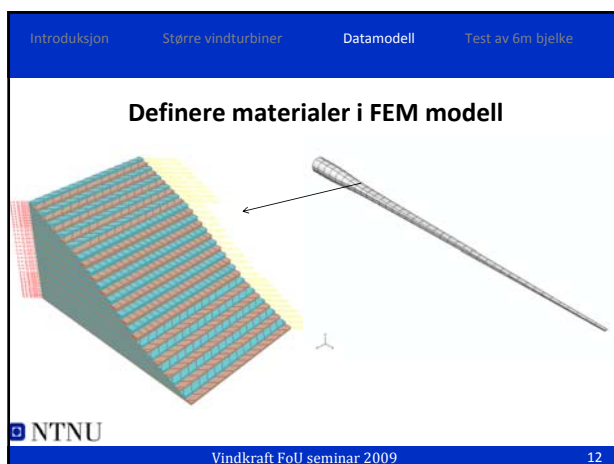 Introduksjon Større vindturbiner Datamodell Test av 6m bjelke
Definere materialer i FEM modell
NTNU
Vindkraft FoU seminar 2009 12